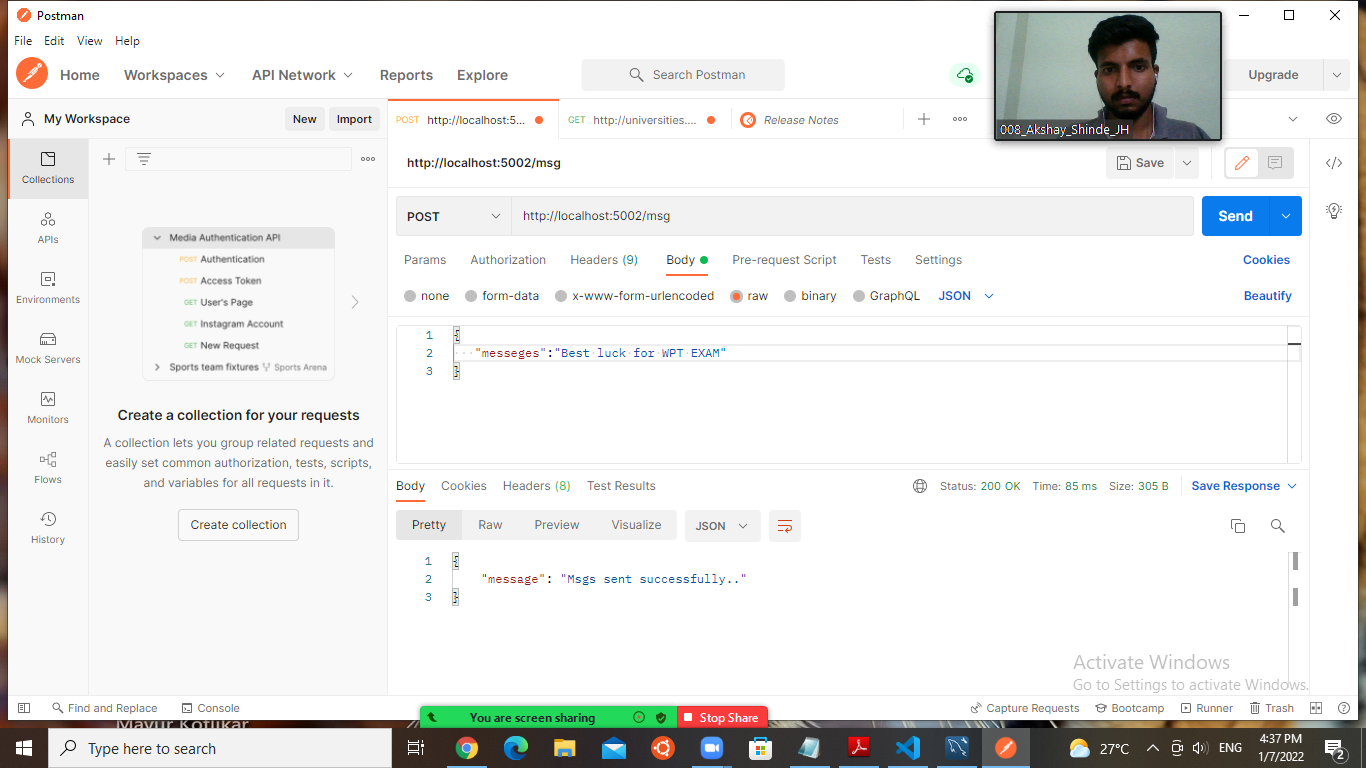 Postman
File Edit View Help
Home Workspaces API Network Reports Explore Search Postman Upgrade
My Workspace New Import
POST http://localhost:5... GET http://universities.... Release Notes
008_Akshay_Shinde_JH
Collections
APIs
Environments
Mock Servers
Monitors
Flows
History
Media Authentication API
POST Authentication
POST Access Token
GET User's Page
GET Instagram Account
GET New Request
Sports team fixtures Sports Arena
Create a collection for your requests
A collection lets you group related requests and
easily set common authorization, tests, scripts,
and variables for all requests in it.
Create collection
http://localhost:5002/msg Save
POST http://localhost:5002/msg Send
Params Authorization Headers (9) Body Pre-request Script Tests Settings Cookies
none form-data x-www-form-urlencoded raw binary GraphQL JSON Beautify
1 {
2 "messeges":"Best luck for WPT EXAM"
3 }
Body Cookies Headers (8) Test Results Status: 200 OK Time: 85 ms Size: 305 B Save Response
Pretty Raw Preview Visualize JSON
1 {
2 "message": "Msgs sent successfully.."
3 }
Activate Windows
Go to Settings to activate Windows.
Find and Replace Console Capture Requests Bootcamp Runner Trash
Mayur Kotlikar
You are screen sharing Stop Share
Type here to search 27°C ENG 4:37 PM
1/7/2022 2